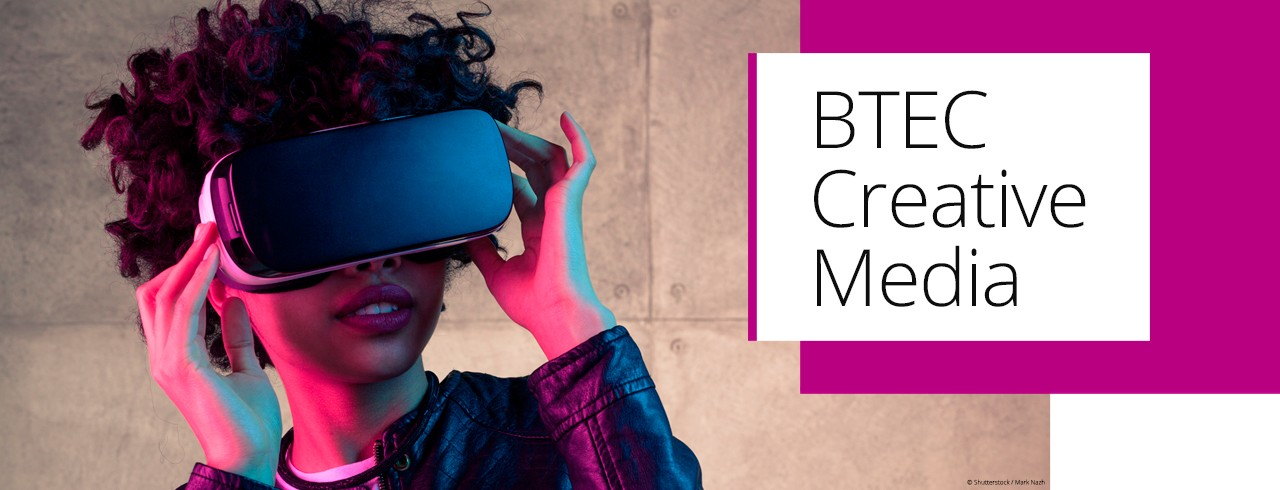 BTEC
Creative
Media
© Shutterstock / Mark Nazh